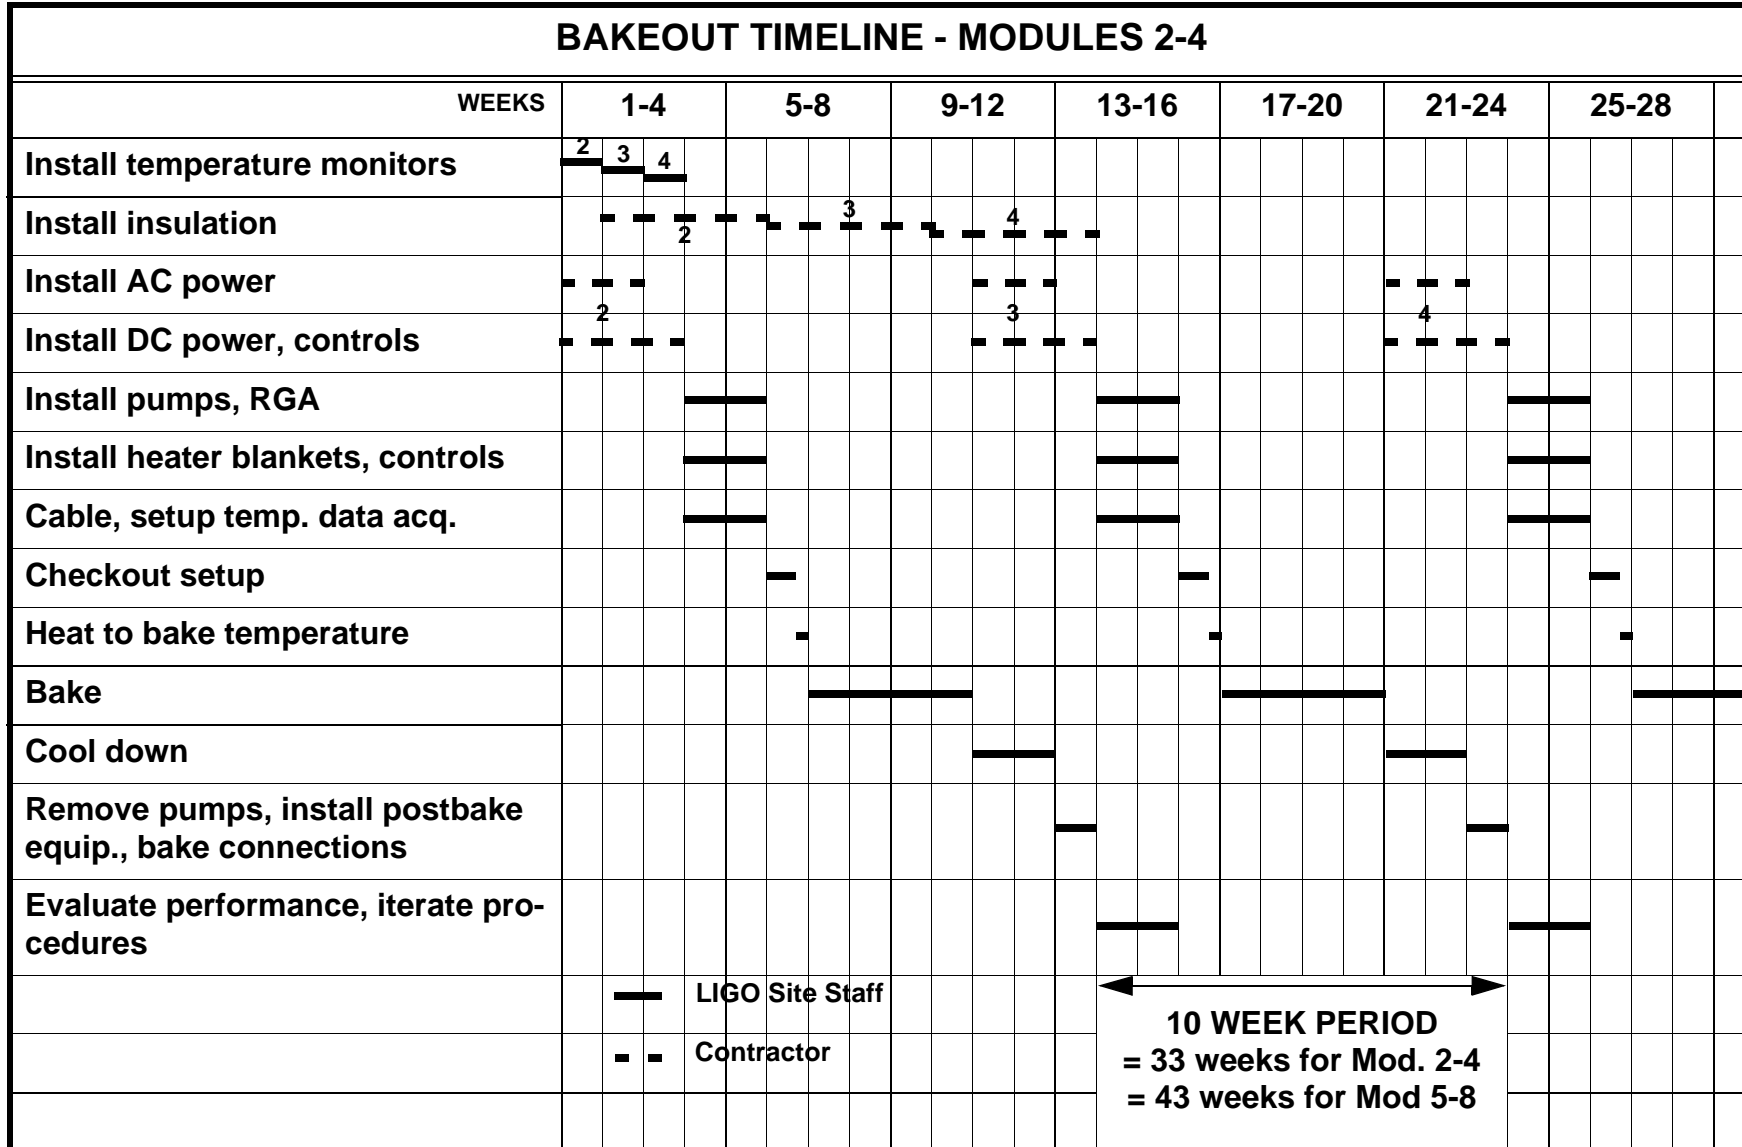 BAKEOUT TIMELINE - MODULES 2-4
WEEKS 1-4 5-8 9-12 13-16 17-20 21-24 25-28
Install temperature monitors 2 3 4
Install insulation 2 3 4
Install AC power
2 3 4
Install DC power, controls
Install pumps, RGA
Install heater blankets, controls
Cable, setup temp. data acq.
Checkout setup
Heat to bake temperature
Bake
Cool down
Remove pumps, install postbake
equip., bake connections
Evaluate performance, iterate pro-
cedures
LIGO Site Staff
Contractor
10 WEEK PERIOD
= 33 weeks for Mod. 2-4
= 43 weeks for Mod 5-8